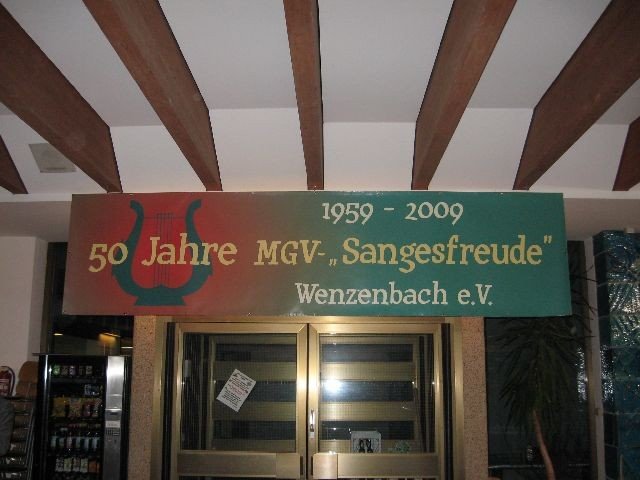 1959 - 2009
50 Jahre MGV-„Sangesfreude"
Wenzenbach e.V.